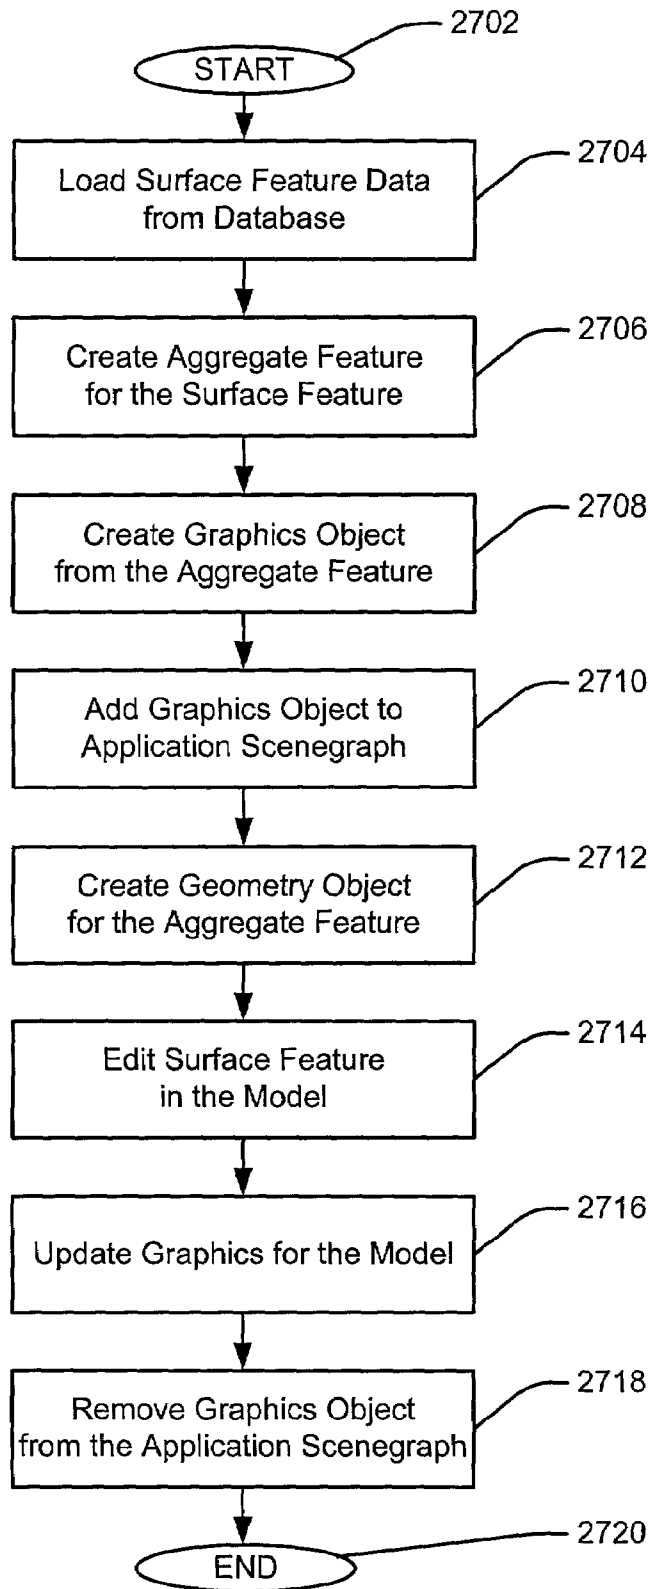 2702
START
2704
Load Surface Feature Data
from Database
2706
Create Aggregate Feature
for the Surface Feature
2708
Create Graphics Object
from the Aggregate Feature
2710
Add Graphics Object to
Application Scenegraph
2712
Create Geometry Object
for the Aggregate Feature
2714
Edit Surface Feature
in the Model
2716
Update Graphics for the Model
2718
Remove Graphics Object
from the Application Scenegraph
2720
END